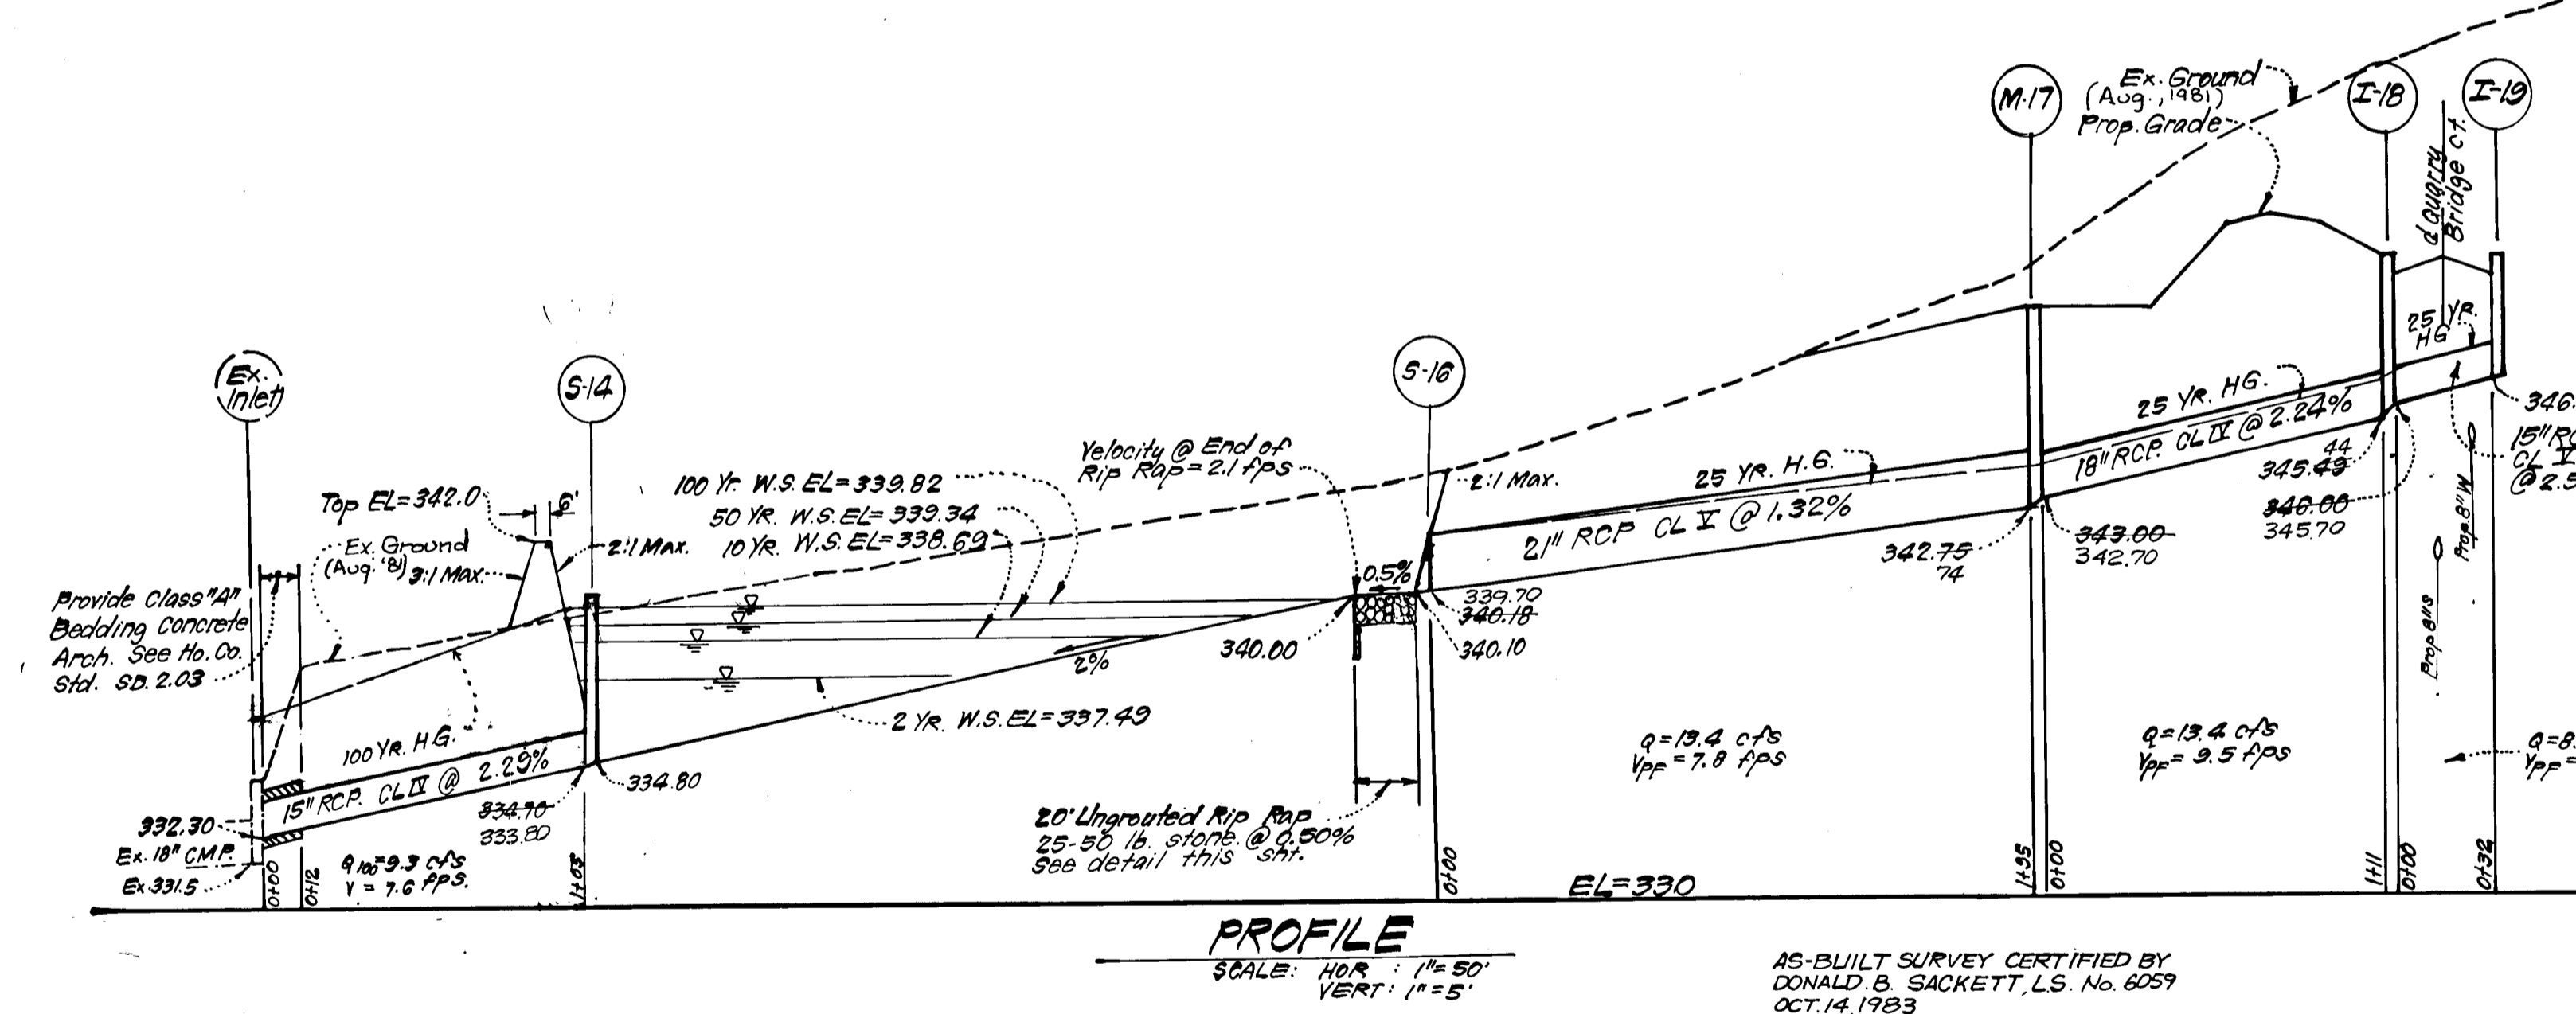 Ex.
Inlet
S-14
S-16
M-17
I-18
I-19
Ex. Ground
(Aug., 1981)
Prop. Grade
Quarry
Bridge Ct.
25 YR.
HG
Top EL=342.0
6'
Ex. Ground
(Aug. '81)
3:1 Max.
2:1 Max.
100 Yr. W.S. EL=339.82
50 YR. W.S. EL=339.34
10 YR. W.S. EL=338.69
Velocity @ End of
Rip Rap=2.1 fps
2:1 Max.
25 YR. H.G.
21" RCP CL V @ 1.32%
25 YR. HG.
18" RCP. CL IV @ 2.24%
346.
15" RC
CL V
@ 2.5
44
345.49
346.00
345.70
Prop. 8"W
Prop 8"S
342.75
74
343.00
342.70
0.5%
339.70
340.18
340.10
340.00
2%
2 YR. W.S. EL=337.49
Provide Class "A"
Bedding Concrete
Arch. See Ho. Co.
Std. SD. 2.03
100 YR. H.G.
15" RCP. CL IV @ 2.29%
334.70
333.80
334.80
332.30
Ex. 18" CMP.
Ex. 331.5
Q100=9.3 cfs
V = 7.6 fps.
20' Ungrouted Rip Rap
25-50 lb. stone @ 0.50%
See detail this sht.
Q=13.4 cfs
VPF=7.8 fps
Q=13.4 cfs
VPF= 9.5 fps
Q=8.
VPF=
0+00
0+12
1+03
0+00
1+95
0+00
1+11
0+00
0+32
EL=330
PROFILE
SCALE: HOR : 1"=50'
VERT: 1"=5'
AS-BUILT SURVEY CERTIFIED BY
DONALD. B. SACKETT, L.S. No. 6059
OCT. 14, 1983